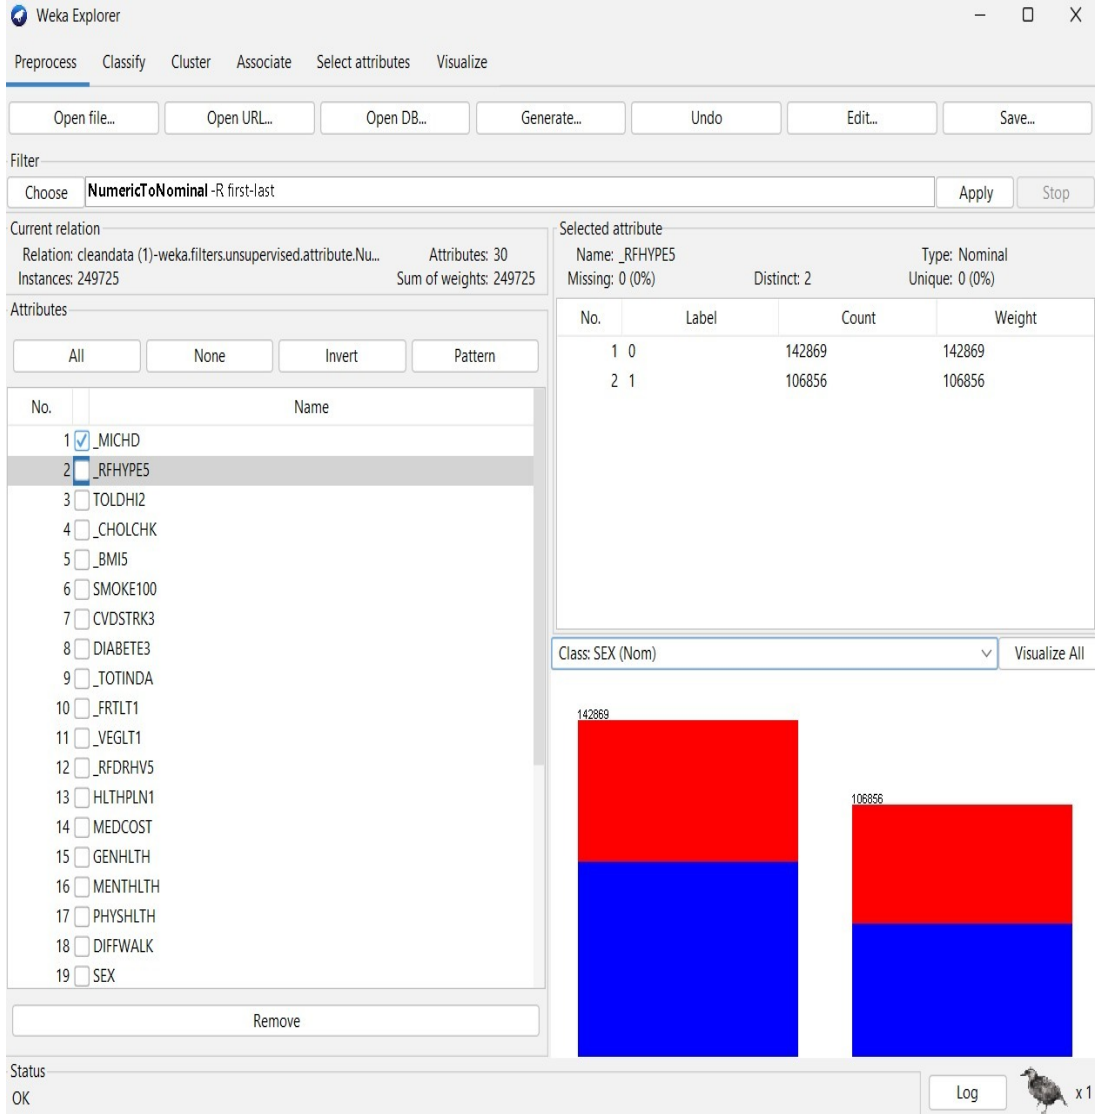 Weka Explorer
Preprocess Classify Cluster Associate Select attributes Visualize
Open file... Open URL... Open DB... Generate... Undo Edit... Save...
Filter
Choose NumericToNominal -R first-last Apply Stop
Current relation
Relation: cleandata (1)-weka.filters.unsupervised.attribute.Nu... Attributes: 30
Instances: 249725 Sum of weights: 249725
Attributes
All None Invert Pattern
No. Name
1 _MICHD
2 _RFHYPE5
3 TOLDHI2
4 _CHOLCHK
5 _BMI5
6 SMOKE100
7 CVDSTRK3
8 DIABETE3
9 _TOTINDA
10 _FRTLT1
11 _VEGLT1
12 _RFDRHV5
13 HLTHPLN1
14 MEDCOST
15 GENHLTH
16 MENTHLTH
17 PHYSHLTH
18 DIFFWALK
19 SEX
Remove
Selected attribute
Name: _RFHYPE5 Type: Nominal
Missing: 0 (0%) Distinct: 2 Unique: 0 (0%)
No. Label Count Weight
1 0 142869 142869
2 1 106856 106856
Class: SEX (Nom) Visualize All
142869
106856
Status
OK
Log x 1